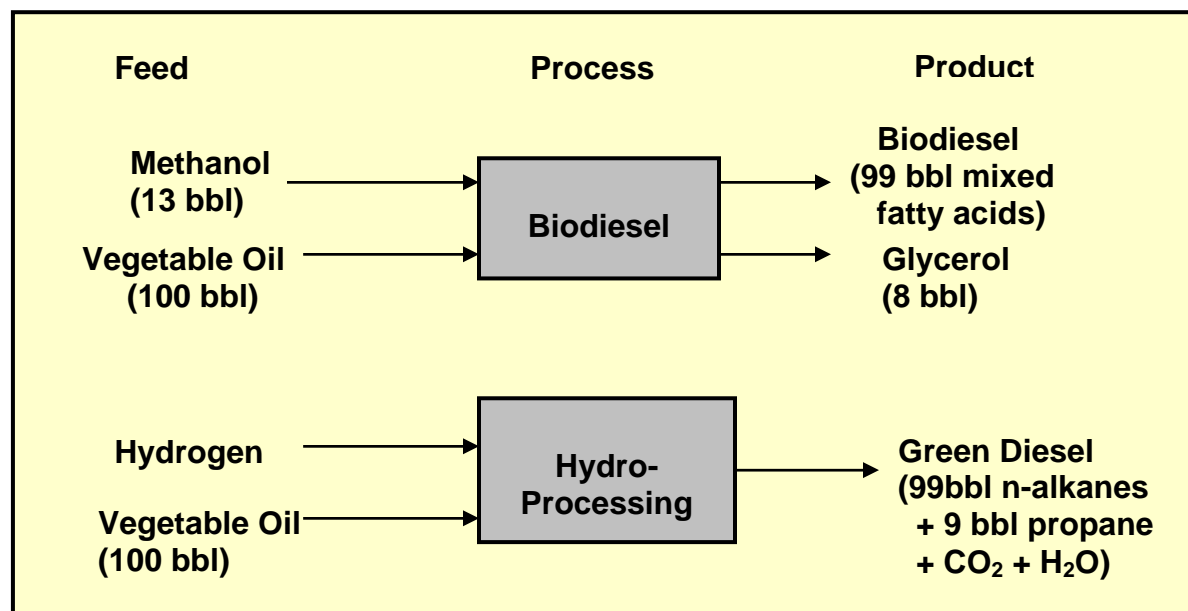 Feed Process Product
Methanol
(13 bbl)
Vegetable Oil
(100 bbl)
Biodiesel
Biodiesel
(99 bbl mixed
fatty acids)
Glycerol
(8 bbl)
Hydrogen
Vegetable Oil
(100 bbl)
Hydro-
Processing
Green Diesel
(99bbl n-alkanes
+ 9 bbl propane
+ CO₂ + H₂O)